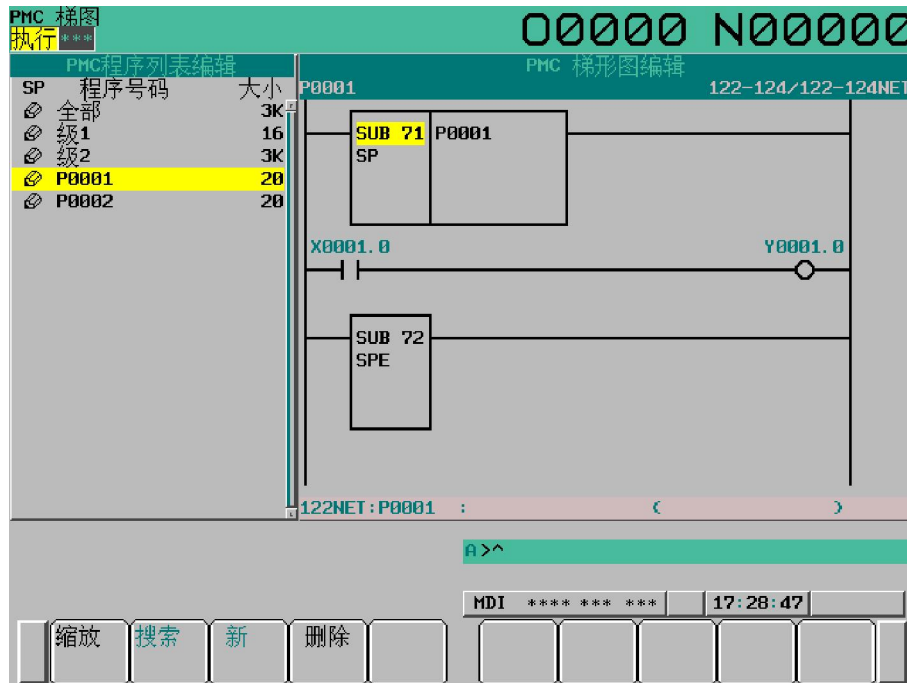 PMC 梯图
执行***
O0000 N00000
PMC程序列表编辑
PMC 梯形图编辑
SP 程序号码 大小
P0001 122-124/122-124NET
全部 3K
级1 16
级2 3K
P0001 20
P0002 20
SUB 71 P0001
SP
X0001.0 Y0001.0
SUB 72
SPE
122NET:P0001 : ( )
A>^
MDI **** *** *** 17:28:47
缩放 搜索 新 删除